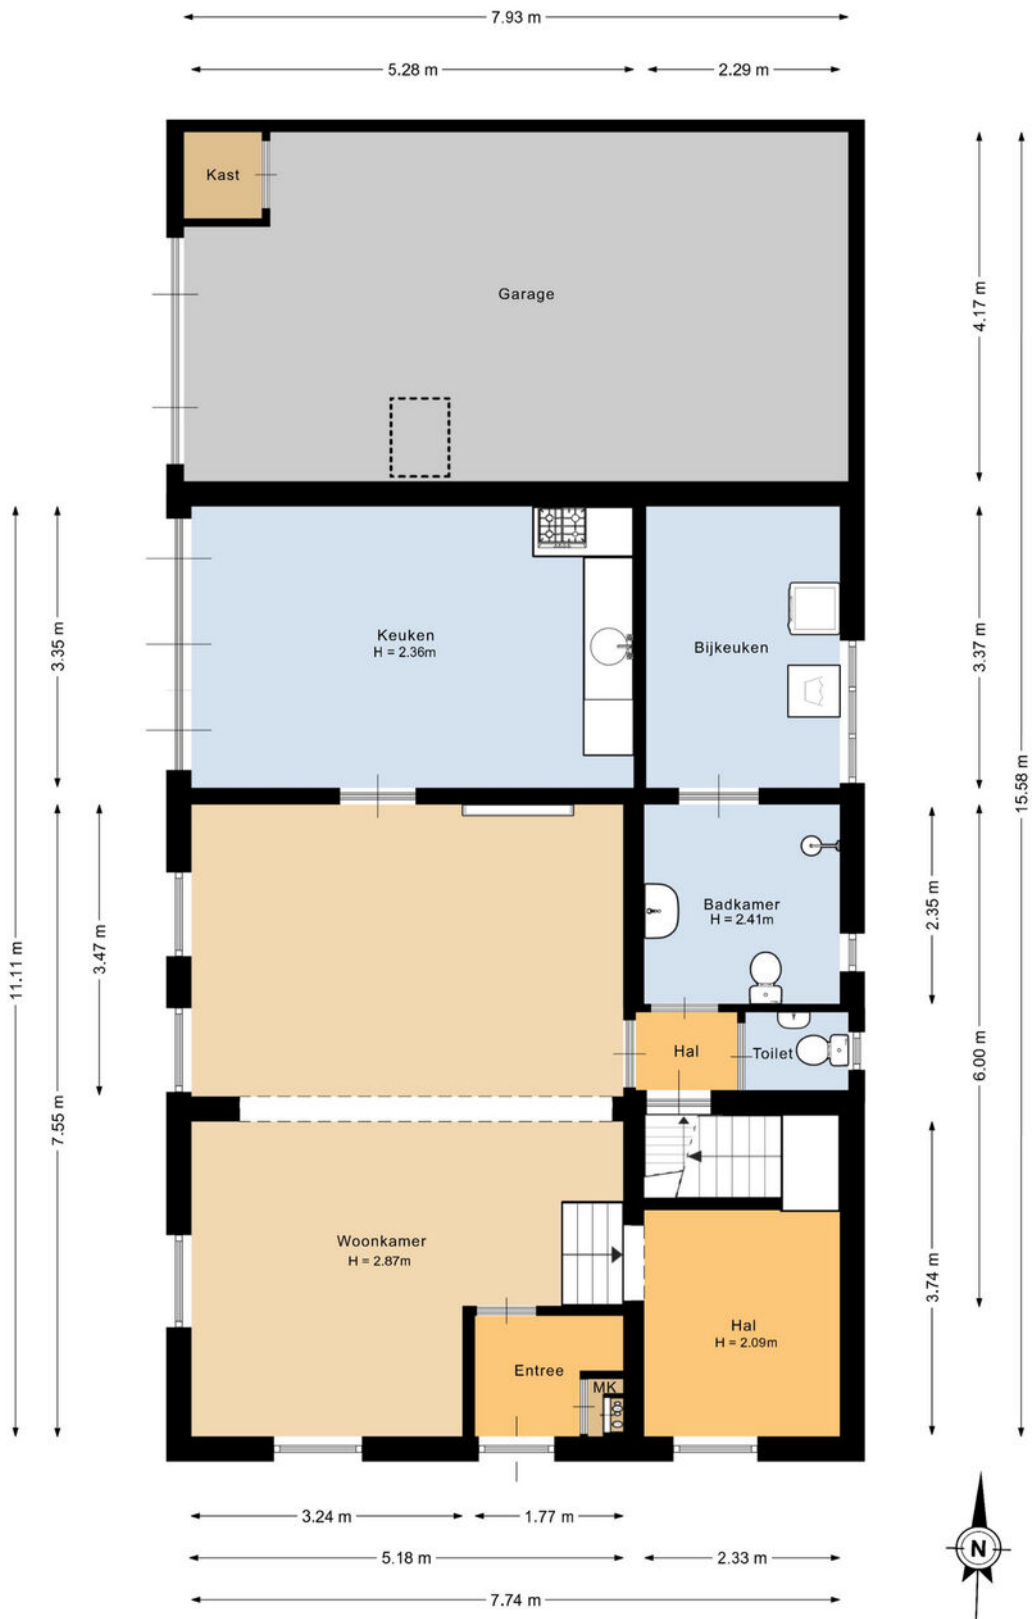 7.93 m
5.28 m
2.29 m
Kast
Garage
4.17 m
15.58 m
11.11 m
3.35 m
Keuken
H = 2.36m
Bijkeuken
3.37 m
7.55 m
3.47 m
Badkamer
H = 2.41m
2.35 m
6.00 m
Hal
Toilet
Woonkamer
H = 2.87m
3.74 m
Hal
H = 2.09m
Entree
MK
3.24 m
1.77 m
5.18 m
2.33 m
7.74 m
N